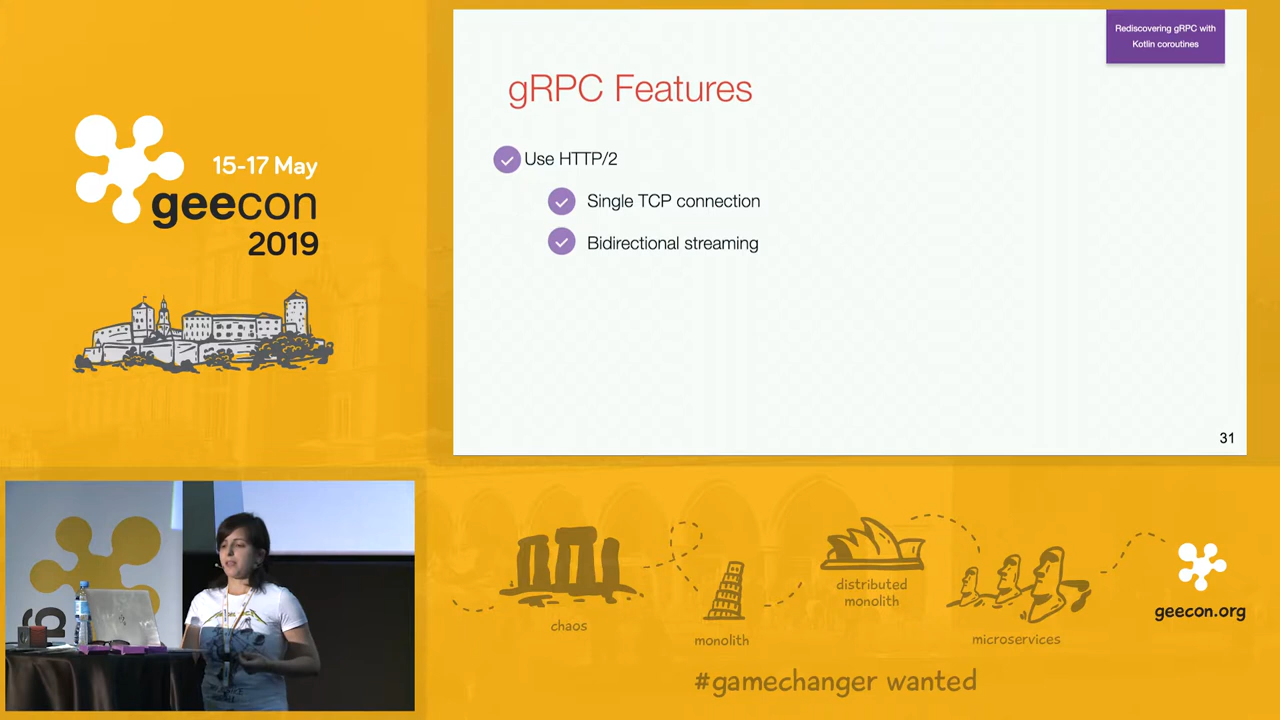 Rediscovering gRPC with
Kotlin coroutines
gRPC Features
Use HTTP/2
Single TCP connection
Bidirectional streaming
31
15-17 May
geecon
2019
chaos
monolith
distributed
monolith
microservices
geecon.org
#gamechanger wanted